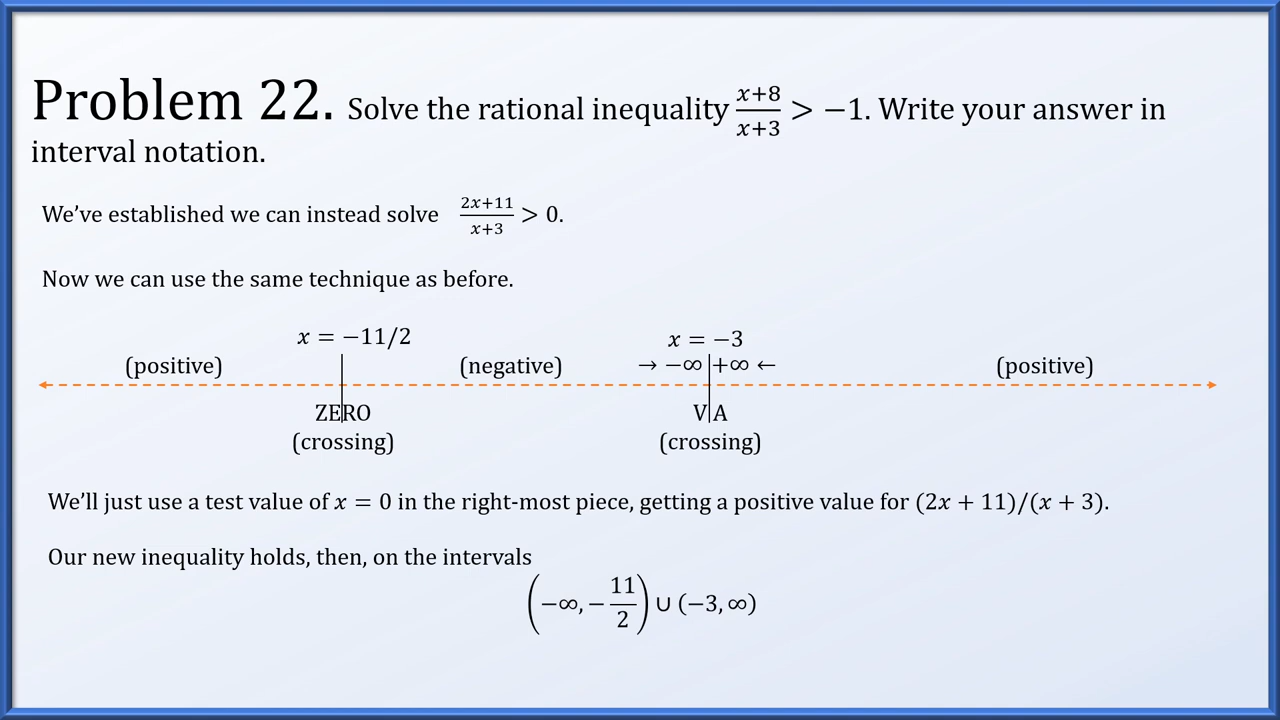 Problem 22. Solve the rational inequality (x+8)/(x+3) > −1. Write your answer in
interval notation.
We’ve established we can instead solve (2x+11)/(x+3) > 0.
Now we can use the same technique as before.
x = −11/2
x = −3
(positive)
(negative)
→ −∞ +∞ ←
(positive)
ZERO
V A
(crossing)
(crossing)
We’ll just use a test value of x = 0 in the right-most piece, getting a positive value for (2x + 11)/(x + 3).
Our new inequality holds, then, on the intervals
(−∞, −11/2) ∪ (−3, ∞)